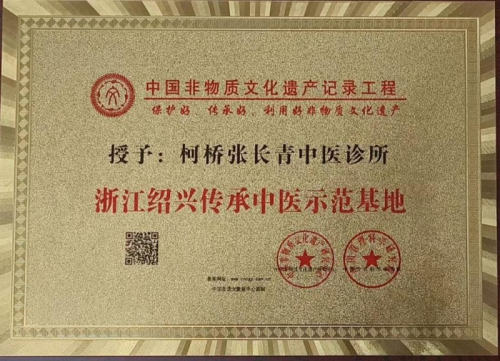 中国非物质文化遗产记录工程
保护好、传承好、利用好非物质文化遗产
授予：柯桥张长青中医诊所
浙江绍兴传承中医示范基地